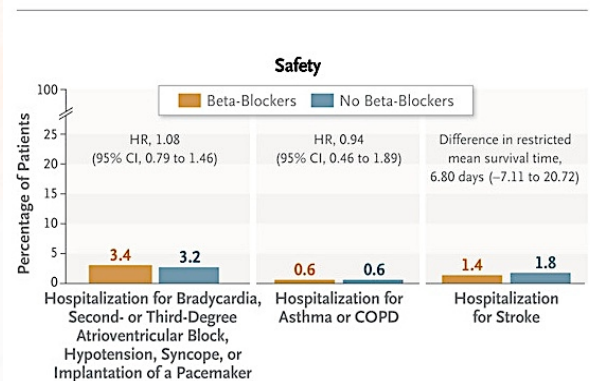 Safety
Beta-Blockers No Beta-Blockers
Percentage of Patients
100
25
20
15
10
5
0
HR, 1.08
(95% CI, 0.79 to 1.46)
3.4 3.2
Hospitalization for Bradycardia,
Second- or Third-Degree
Atrioventricular Block,
Hypotension, Syncope, or
Implantation of a Pacemaker
HR, 0.94
(95% CI, 0.46 to 1.89)
0.6 0.6
Hospitalization for
Asthma or COPD
Difference in restricted
mean survival time,
6.80 days (–7.11 to 20.72)
1.4 1.8
Hospitalization
for Stroke